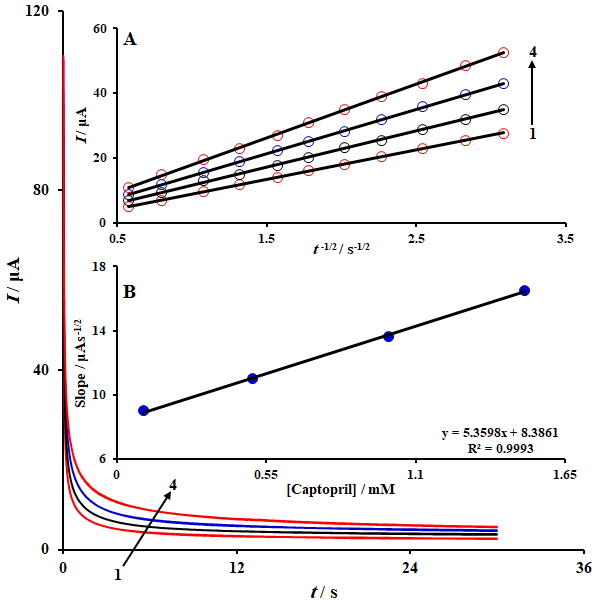 120
80
40
0
I / µA
0
12
24
36
t / s
1
4
A
60
40
20
0
I / µA
0.5
1.5
2.5
3.5
t -1/2 / s-1/2
4
1
B
18
14
10
6
Slope / µAs-1/2
0
0.55
1.1
1.65
[Captopril] / mM
y = 5.3598x + 8.3861
R² = 0.9993